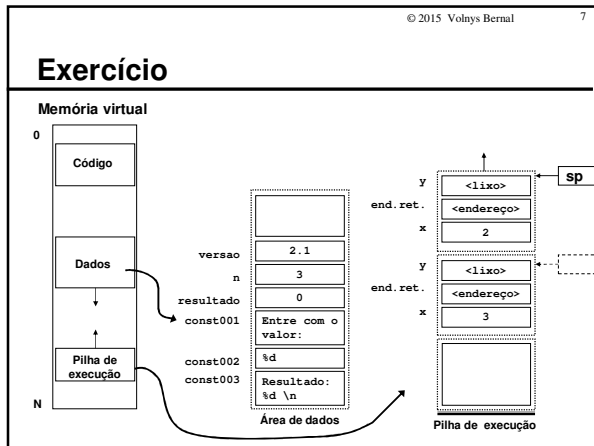 © 2015 Volnys Bernal 7
Exercício
Memória virtual
0
Código
Dados
Pilha de
execução
N
versao 2.1
n 3
resultado 0
const001 Entre com o
valor:
const002 %d
const003 Resultado:
%d \n
Área de dados
y <lixo> sp
end.ret. <endereço>
x 2
y <lixo>
end.ret. <endereço>
x 3
Pilha de execução